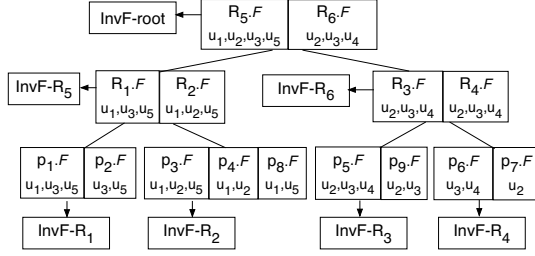 InvF-root
R₅.F R₆.F
u₁,u₂,u₃,u₅ u₂,u₃,u₄
InvF-R₅
R₁.F R₂.F
u₁,u₃,u₅ u₁,u₂,u₅
InvF-R₆
R₃.F R₄.F
u₂,u₃,u₄ u₂,u₃,u₄
p₁.F p₂.F p₃.F p₄.F p₈.F p₅.F p₉.F p₆.F p₇.F
u₁,u₃,u₅ u₃,u₅ u₁,u₂,u₅ u₁,u₂ u₁,u₅ u₂,u₃,u₄ u₂,u₃ u₃,u₄ u₂
InvF-R₁ InvF-R₂ InvF-R₃ InvF-R₄